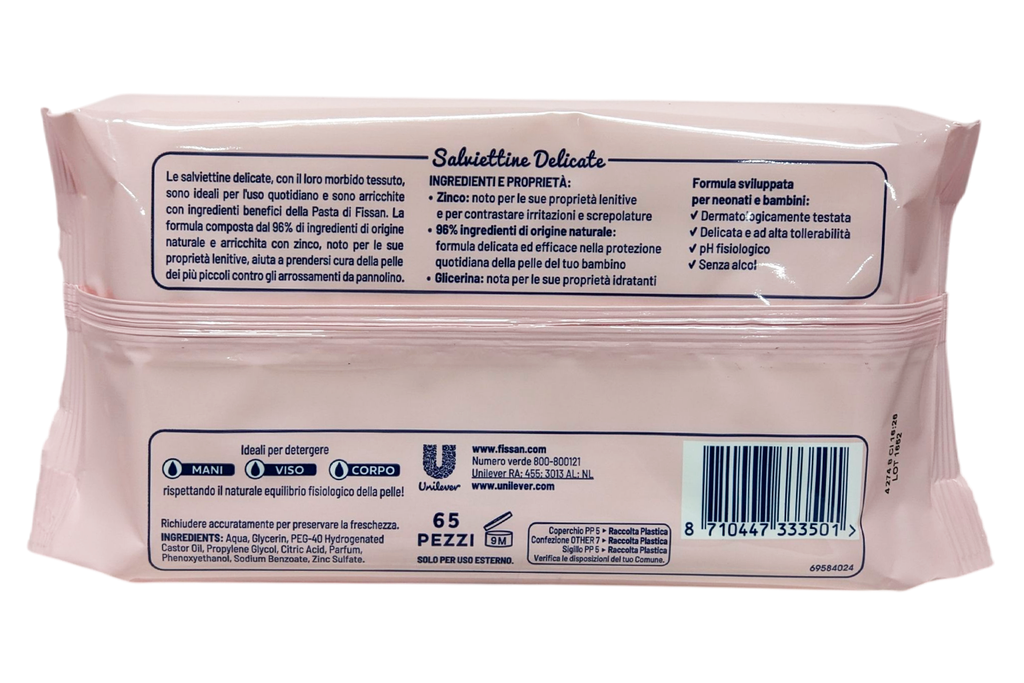 Salviettine Delicate
Le salviettine delicate, con il loro morbido tessuto,
sono ideali per l'uso quotidiano e sono arricchite
con ingredienti benefici della Pasta di Fissan. La
formula composta dal 96% di ingredienti di origine
naturale e arricchita con zinco, noto per le sue
proprietà lenitive, aiuta a prendersi cura della pelle
dei più piccoli contro gli arrossamenti da pannolino.
INGREDIENTI E PROPRIETÀ:
• Zinco: noto per le sue proprietà lenitive
e per contrastare irritazioni e screpolature
• 96% ingredienti di origine naturale:
formula delicata ed efficace nella protezione
quotidiana della pelle del tuo bambino
• Glicerina: nota per le sue proprietà idratanti
Formula sviluppata
per neonati e bambini:
✓ Dermatologicamente testata
✓ Delicata e ad alta tollerabilità
✓ pH fisiologico
✓ Senza alcol
Ideali per detergere
MANI VISO CORPO
rispettando il naturale equilibrio fisiologico della pelle!
Richiudere accuratamente per preservare la freschezza.
INGREDIENTS: Aqua, Glycerin, PEG-40 Hydrogenated
Castor Oil, Propylene Glycol, Citric Acid, Parfum,
Phenoxyethanol, Sodium Benzoate, Zinc Sulfate.
Unilever
www.fissan.com
Numero verde 800-800121
Unilever RA: 455; 3013 AL; NL
www.unilever.com
65
PEZZI
9M
SOLO PER USO ESTERNO.
Coperchio PP 5 ▸ Raccolta Plastica
Confezione OTHER 7 ▸ Raccolta Plastica
Sigillo PP 5 ▸ Raccolta Plastica
Verifica le disposizioni del tuo Comune.
8 710447 333501 >
69584024
4274 8 CI 18:26
LOT 1662